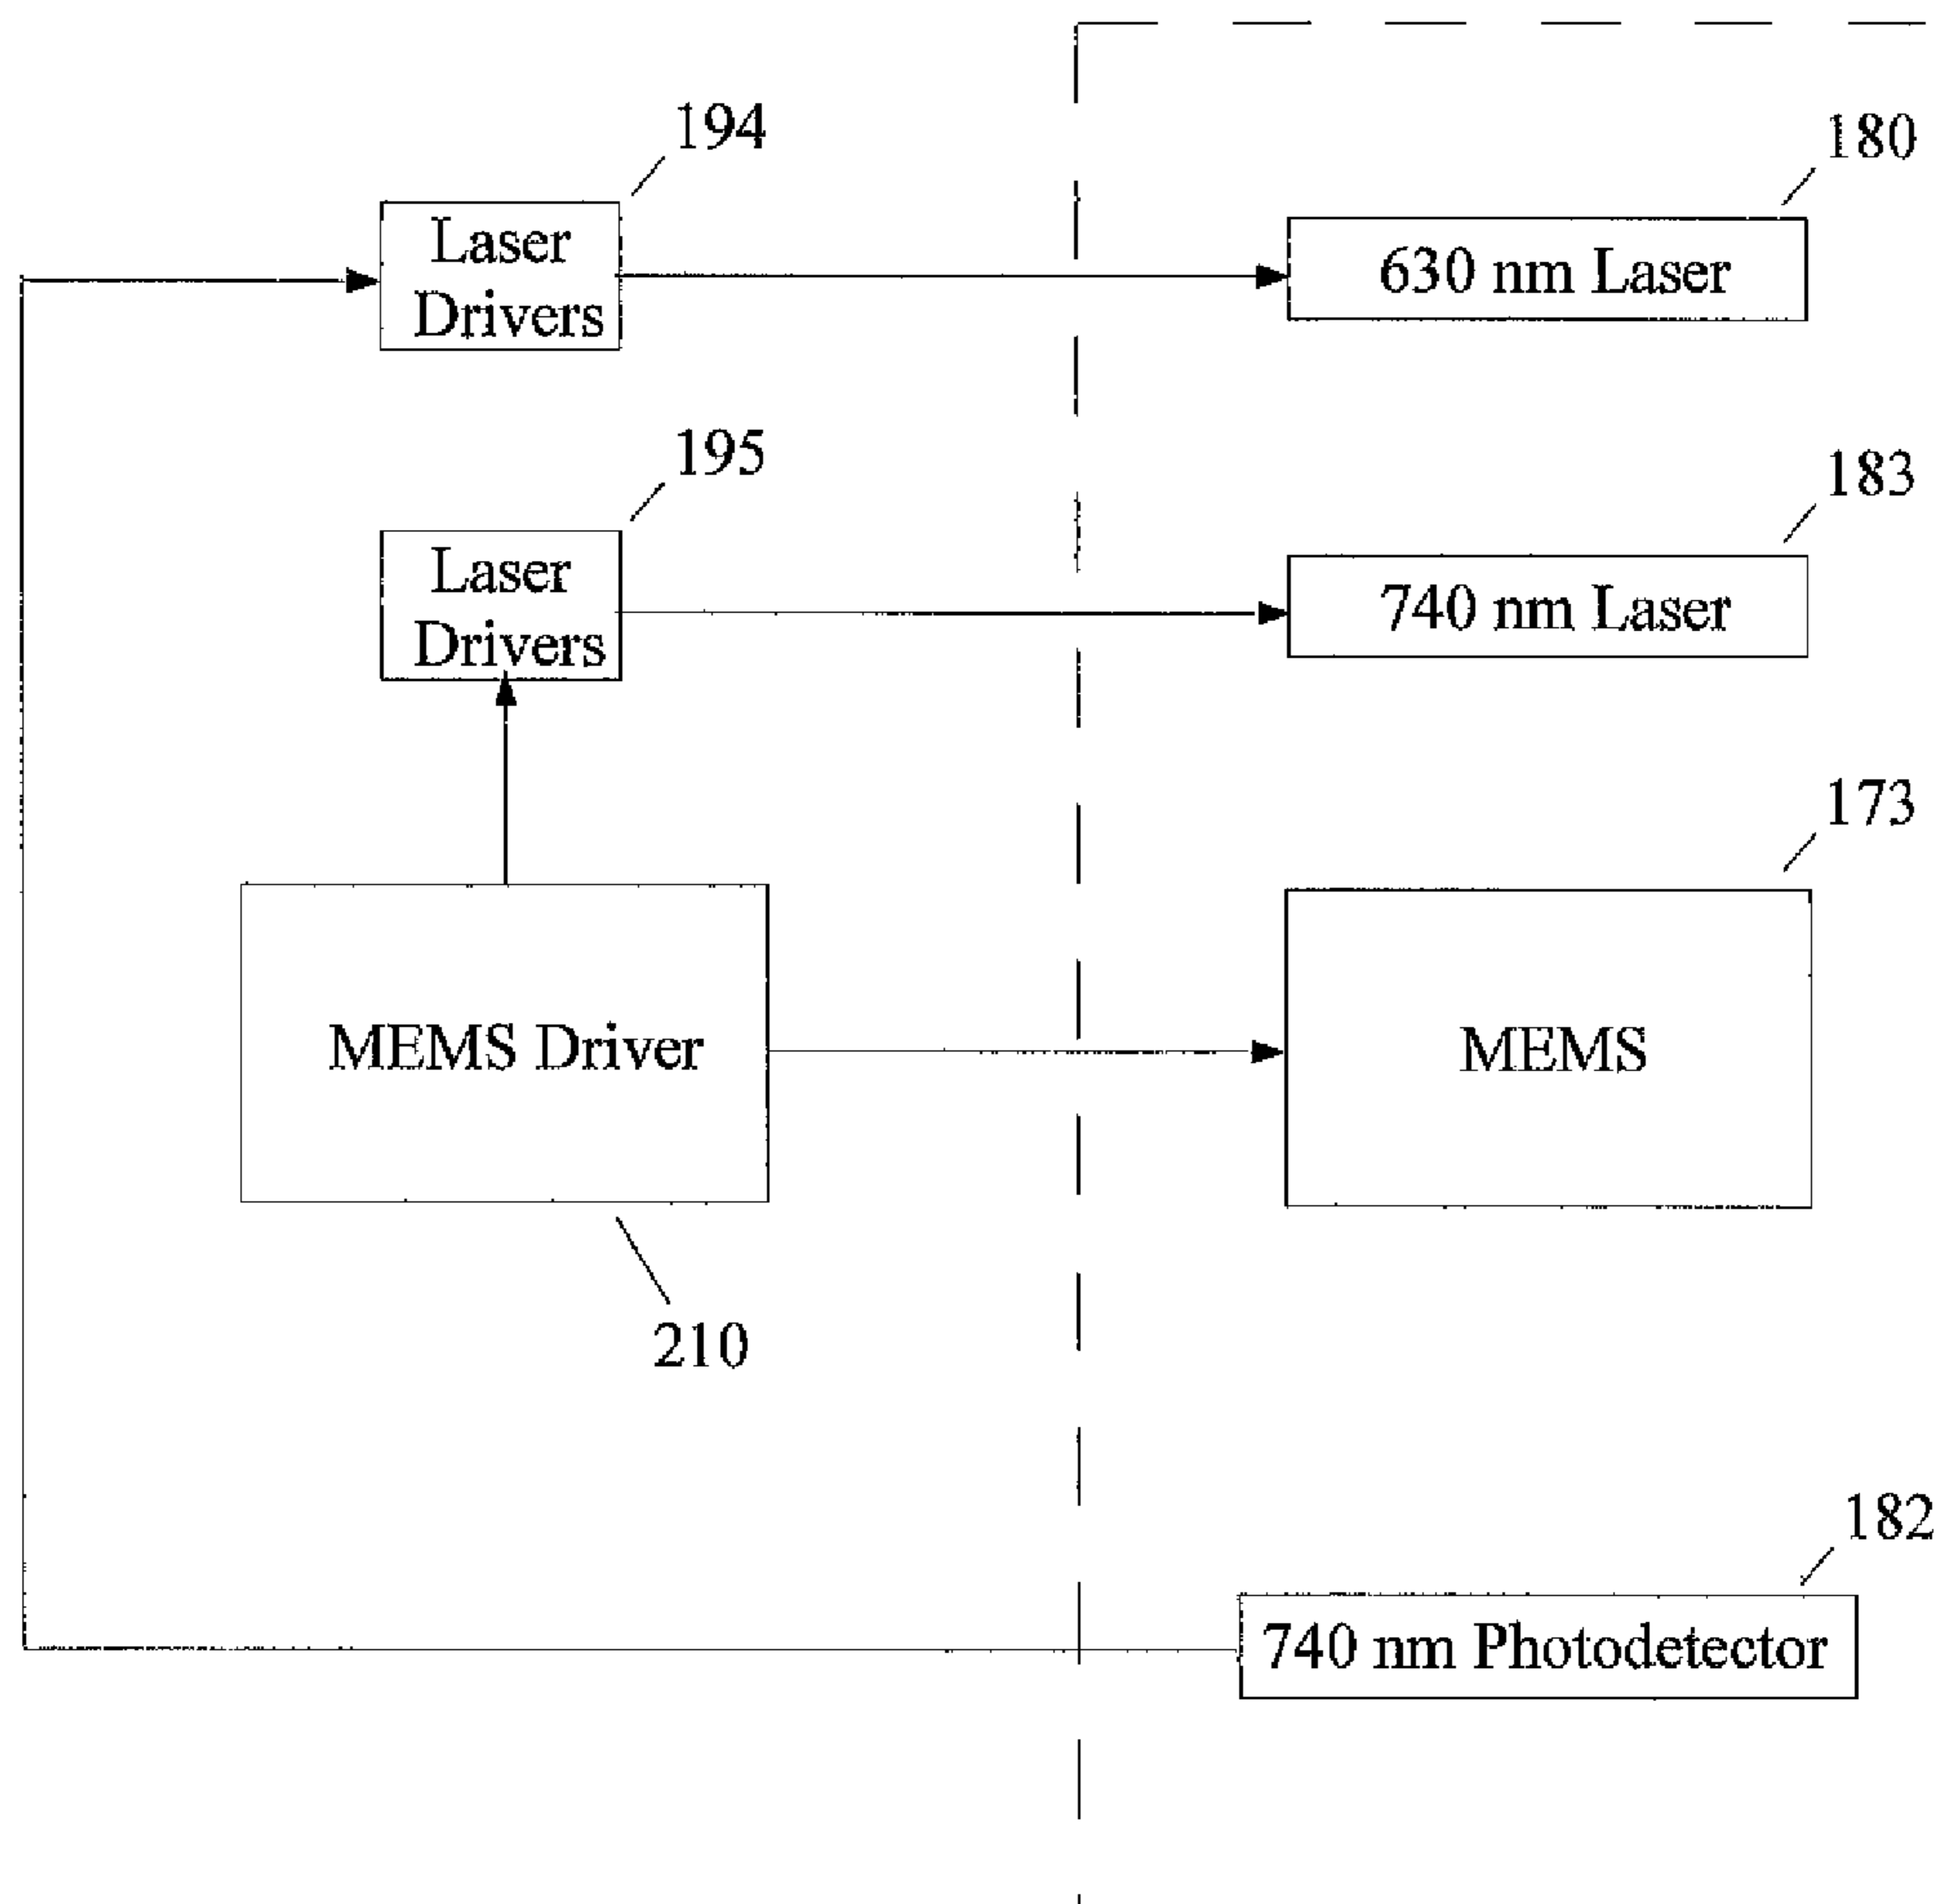 194
180
Laser
Drivers
630 nm Laser
195
183
Laser
Drivers
740 nm Laser
173
MEMS Driver
MEMS
210
182
740 nm Photodetector